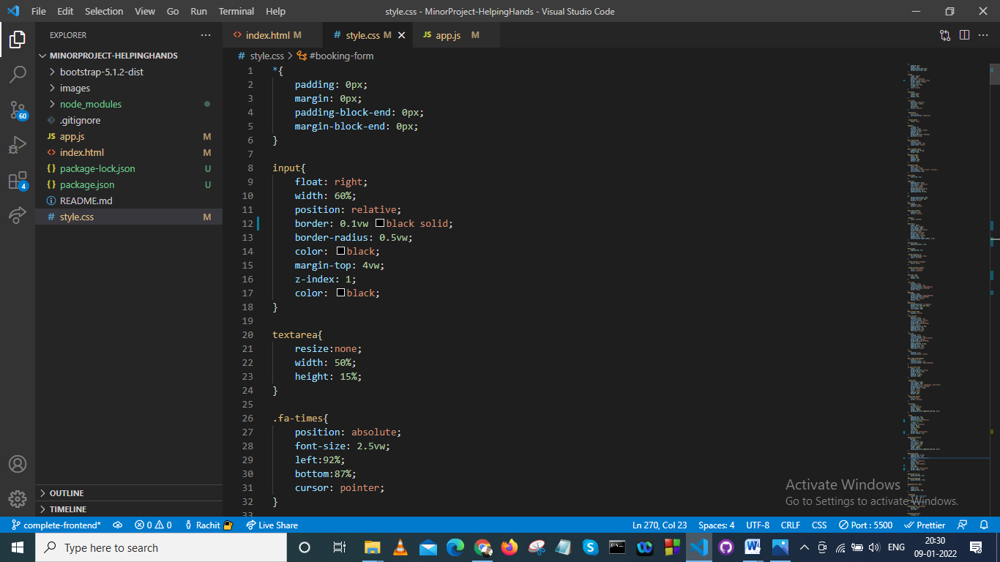 File Edit Selection View Go Run Terminal Help style.css - MinorProject-HelpingHands - Visual Studio Code
EXPLORER
index.html M style.css M app.js M
MINORPROJECT-HELPINGHANDS
style.css > #booking-form
bootstrap-5.1.2-dist
images
node_modules
.gitignore
JS app.js M
<> index.html M
{} package-lock.json U
{} package.json U
README.md
# style.css M
60
4
OUTLINE
TIMELINE
1 *{
2 padding: 0px;
3 margin: 0px;
4 padding-block-end: 0px;
5 margin-block-end: 0px;
6 }
7
8 input{
9 float: right;
10 width: 60%;
11 position: relative;
12 border: 0.1vw black solid;
13 border-radius: 0.5vw;
14 color: black;
15 margin-top: 4vw;
16 z-index: 1;
17 color: black;
18 }
19
20 textarea{
21 resize:none;
22 width: 50%;
23 height: 15%;
24 }
25
26 .fa-times{
27 position: absolute;
28 font-size: 2.5vw;
29 left:92%;
30 bottom:87%;
31 cursor: pointer;
32 }
33
Activate Windows
Go to Settings to activate Windows.
complete-frontend* 0 0 Rachit Live Share Ln 270, Col 23 Spaces: 4 UTF-8 CRLF CSS Port : 5500 Prettier
Type here to search
ENG
20:30
09-01-2022